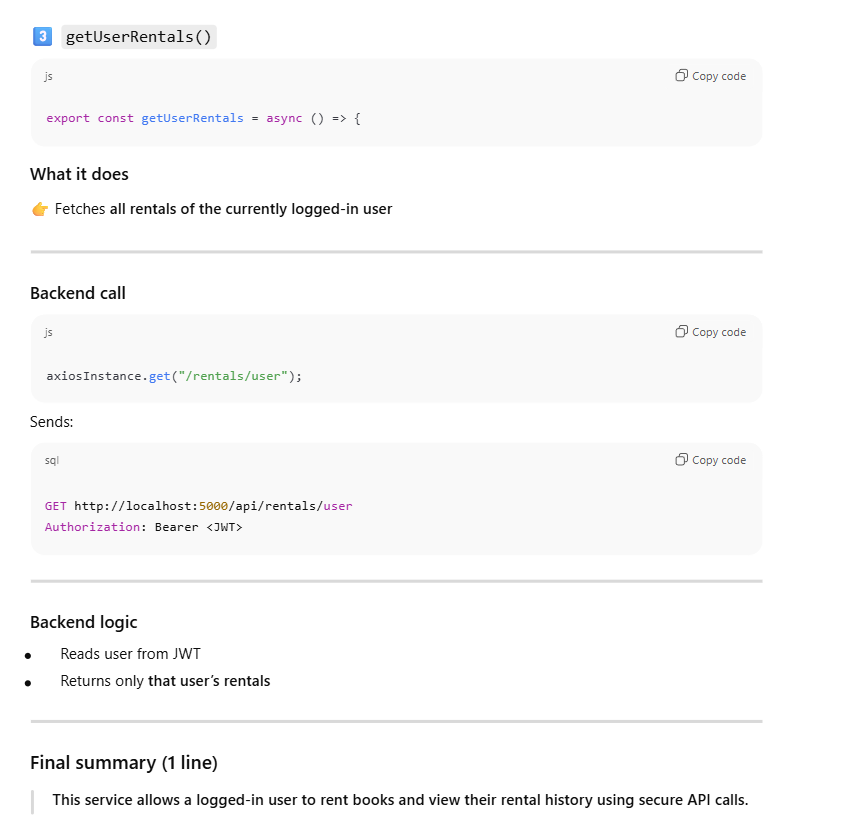 3 getUserRentals()
js Copy code
export const getUserRentals = async () => {
What it does
👉 Fetches all rentals of the currently logged-in user
Backend call
js Copy code
axiosInstance.get("/rentals/user");
Sends:
sql Copy code
GET http://localhost:5000/api/rentals/user
Authorization: Bearer <JWT>
Backend logic
● Reads user from JWT
● Returns only that user’s rentals
Final summary (1 line)
This service allows a logged-in user to rent books and view their rental history using secure API calls.